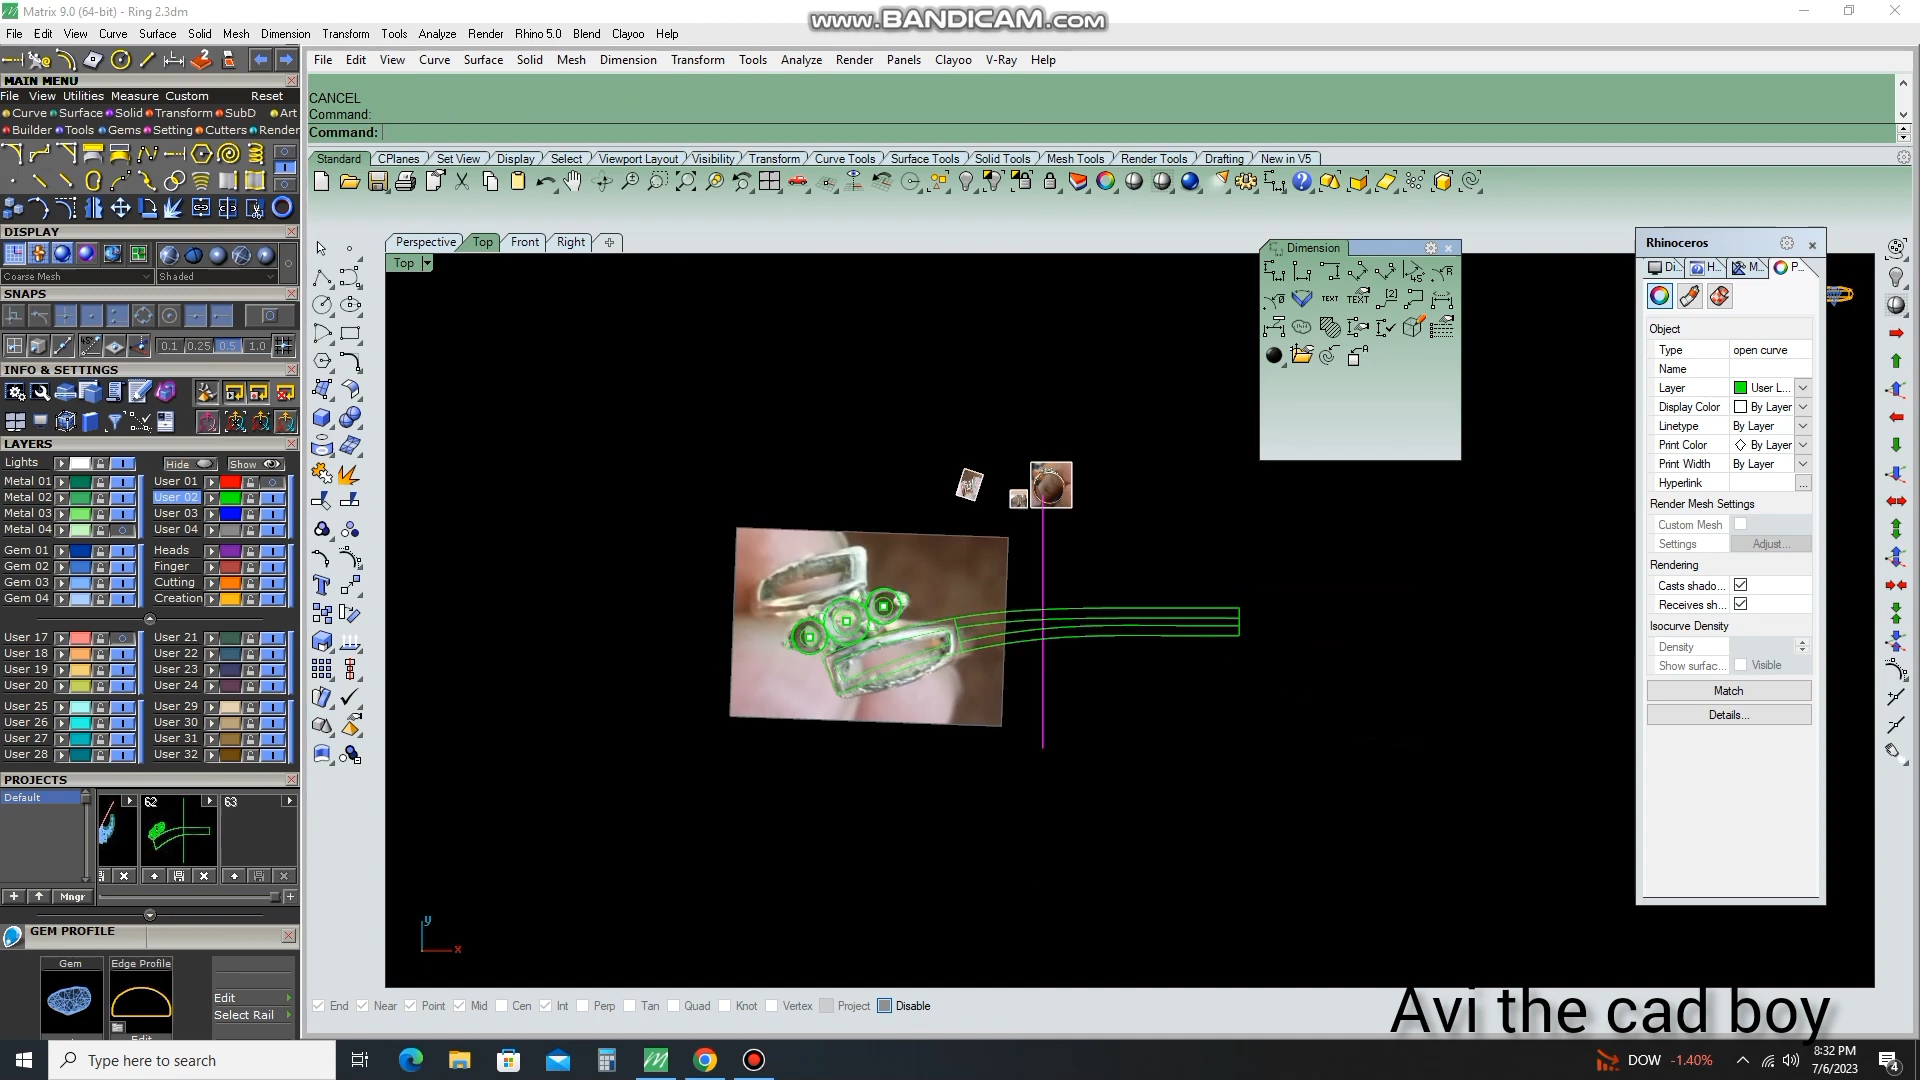 Matrix 9.0 (64-bit) - Ring 2.3dm
www.BANDICAM.com
File Edit View Curve Surface Solid Mesh Dimension Transform Tools Analyze Render Rhino 5.0 Blend Clayoo Help
File Edit View Curve Surface Solid Mesh Dimension Transform Tools Analyze Render Panels Clayoo V-Ray Help
MAIN MENU
File View Utilities Measure Custom Reset
Curve Surface Solid Transform SubD Art
Builder Tools Gems Setting Cutters Render
CANCEL
Command:
Command:
Standard CPlanes Set View Display Select Viewport Layout Visibility Transform Curve Tools Surface Tools Solid Tools Mesh Tools Render Tools Drafting New in V5
DISPLAY
Coarse Mesh Shaded
SNAPS
0.1 0.25 0.5 1.0
INFO & SETTINGS
LAYERS
Lights Hide Show
Metal 01 User 01
Metal 02 User 02
Metal 03 User 03
Metal 04 User 04
Gem 01 Heads
Gem 02 Finger
Gem 03 Cutting
Gem 04 Creation
User 17 User 21
User 18 User 22
User 19 User 23
User 20 User 24
User 25 User 29
User 26 User 30
User 27 User 31
User 28 User 32
PROJECTS
Default
62 63
Mngr
GEM PROFILE
Gem Edge Profile
Edit
Select Rail
Edit
Perspective Top Front Right
Top
Dimension
TEXT TEXT
y
x
Rhinoceros
Di... H... M... P...
Object
Type open curve
Name
Layer User L...
Display Color By Layer
Linetype By Layer
Print Color By Layer
Print Width By Layer
Hyperlink ...
Render Mesh Settings
Custom Mesh
Settings Adjust...
Rendering
Casts shado...
Receives sh...
Isocurve Density
Density
Show surfac... Visible
Match
Details...
End Near Point Mid Cen Int Perp Tan Quad Knot Vertex Project Disable
Avi the cad boy
Type here to search
DOW -1.40%
8:32 PM
7/6/2023
4